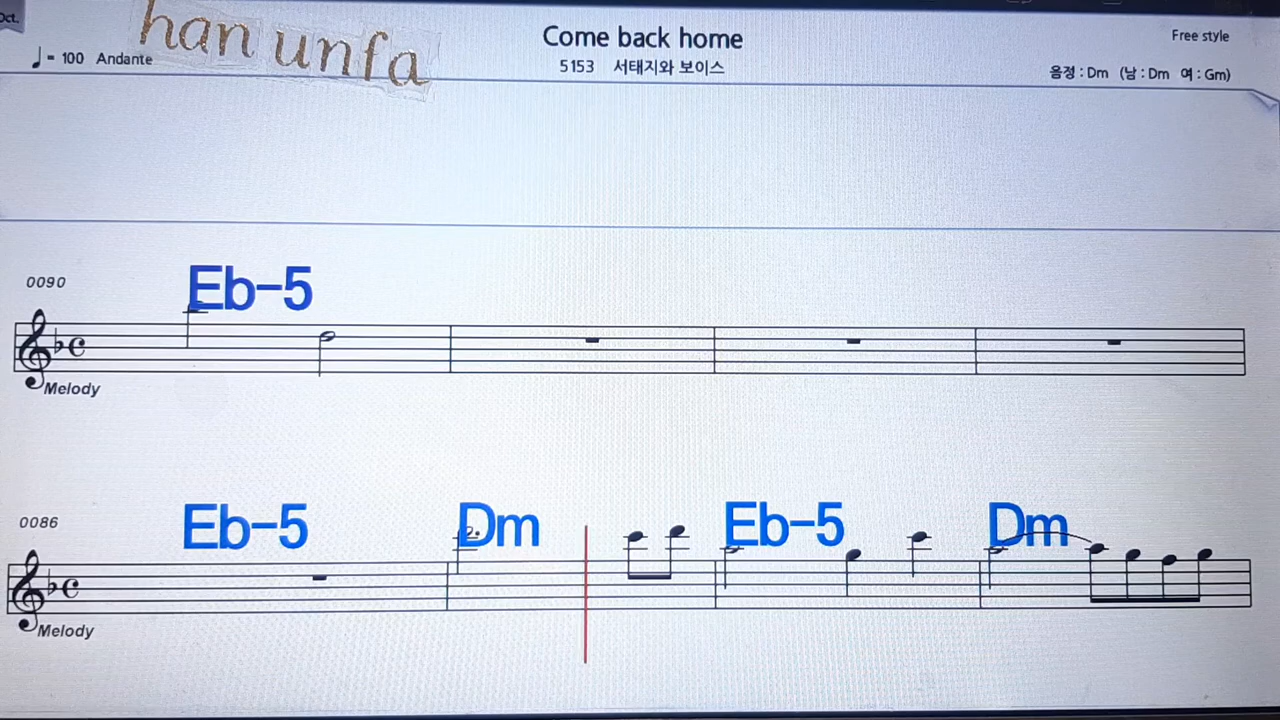 Oct.
han unfa
Come back home
Free style
♩= 100 Andante
5153 서태지와 보이스
음정 : Dm (남 : Dm 여 : Gm)
0090
Eb-5
Melody
0086
Eb-5 Dm Eb-5 Dm
Melody